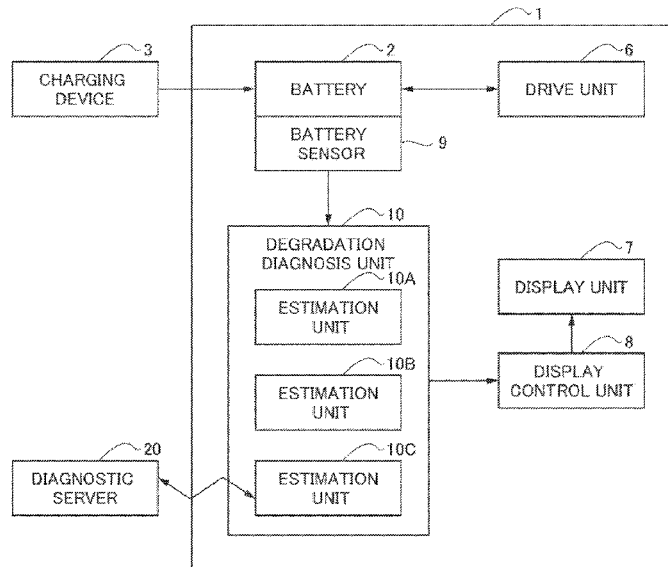 1
3
2
6
CHARGING
DEVICE
BATTERY
DRIVE UNIT
BATTERY
SENSOR
9
10
DEGRADATION
DIAGNOSIS UNIT
7
10A
ESTIMATION
UNIT
DISPLAY UNIT
8
10B
ESTIMATION
UNIT
DISPLAY
CONTROL UNIT
20
10C
DIAGNOSTIC
SERVER
ESTIMATION
UNIT